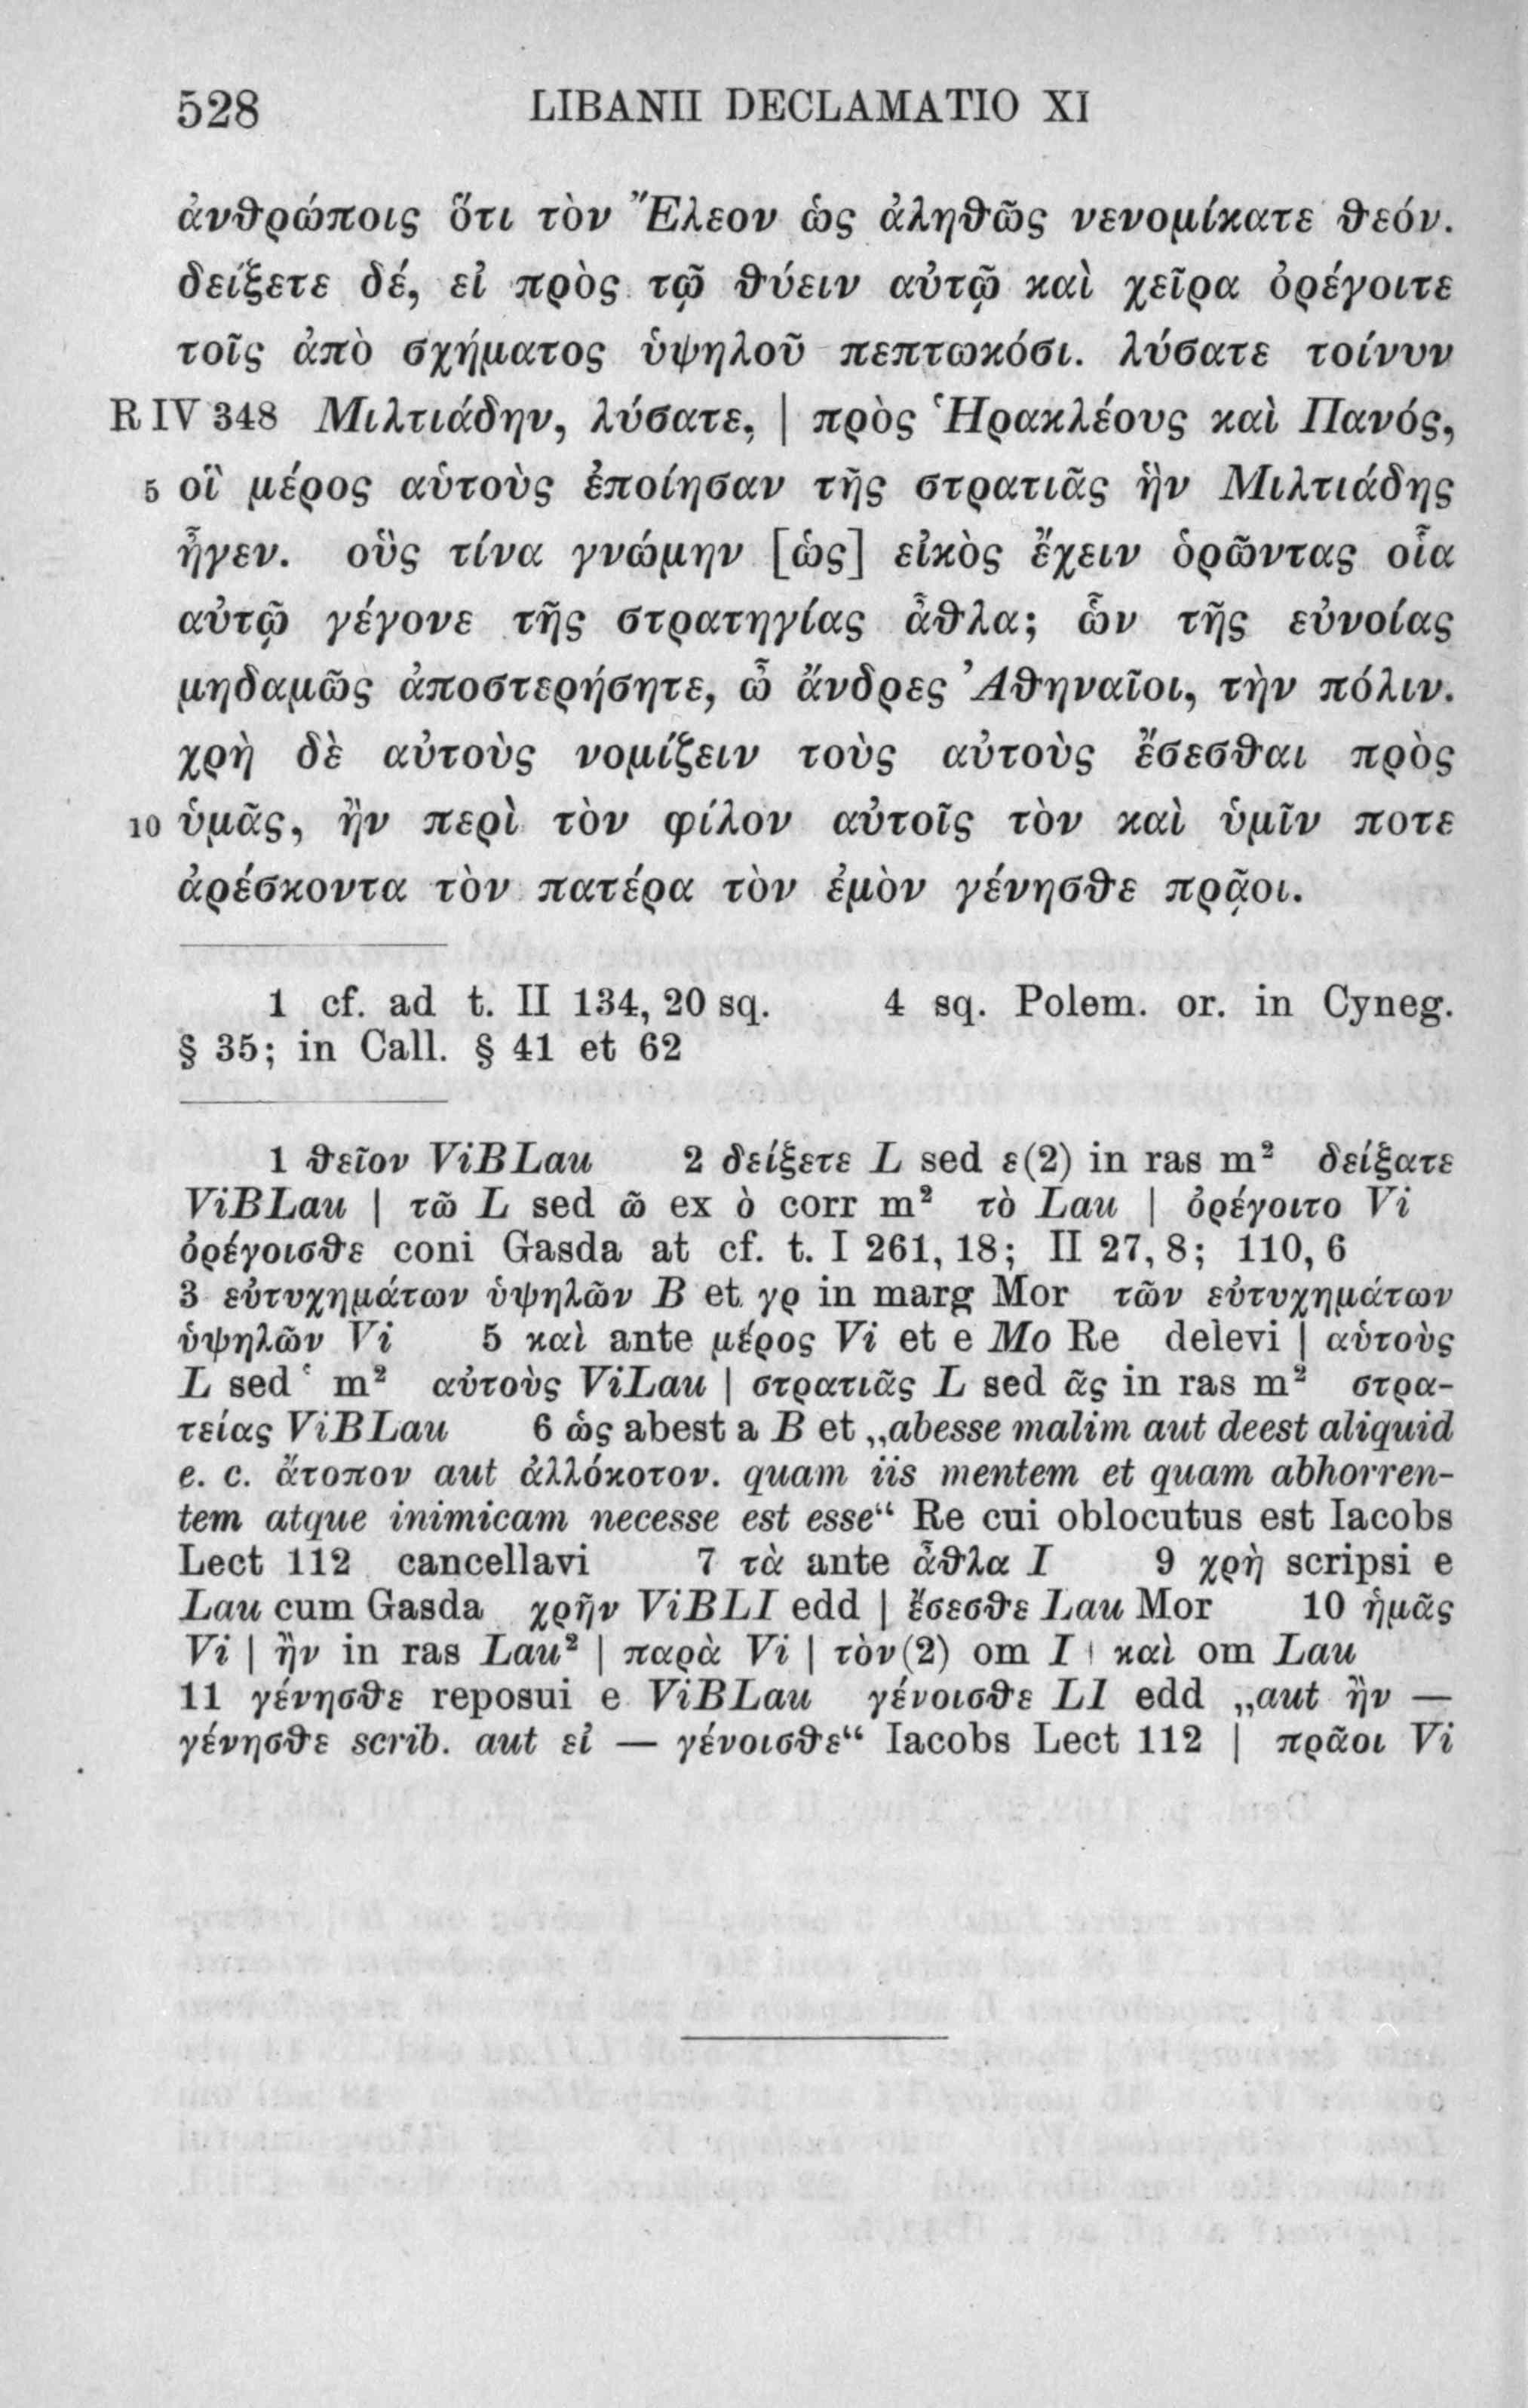 528 LIBANII DECLAMATIO XI
ἀνθρώποις ὅτι τὸν Ἔλεον ὡς ἀληθῶς νενομίκατε θεόν.
δείξετε δέ, εἰ πρὸς τῷ θύειν αὐτῷ καὶ χεῖρα ὀρέγοιτε
τοῖς ἀπὸ σχήματος ὑψηλοῦ πεπτωκόσι. λύσατε τοίνυν
R IV 348 Μιλτιάδην, λύσατε, | πρὸς Ἡρακλέους καὶ Πανός,
5 οἳ μέρος αὑτοὺς ἐποίησαν τῆς στρατιᾶς ἣν Μιλτιάδης
ἦγεν. οὓς τίνα γνώμην [ὡς] εἰκὸς ἔχειν ὁρῶντας οἷα
αὐτῷ γέγονε τῆς στρατηγίας ἆθλα; ὧν τῆς εὐνοίας
μηδαμῶς ἀποστερήσητε, ὦ ἄνδρες Ἀθηναῖοι, τὴν πόλιν.
χρὴ δὲ αὐτοὺς νομίζειν τοὺς αὐτοὺς ἔσεσθαι πρὸς
10 ὑμᾶς, ἢν περὶ τὸν φίλον αὐτοῖς τὸν καὶ ὑμῖν ποτε
ἀρέσκοντα τὸν πατέρα τὸν ἐμὸν γένησθε πρᾷοι.
1 cf. ad t. II 134, 20 sq. 4 sq. Polem. or. in Cyneg.
§ 35; in Call. § 41 et 62
1 θεῖον ViBLau 2 δείξετε L sed ε(2) in ras m² δείξατε
ViBLau | τῶ L sed ῶ ex ὸ corr m² τὸ Lau | ὀρέγοιτο Vi
ὀρέγοισθε coni Gasda at cf. t. I 261, 18; II 27, 8; 110, 6
3 εὐτυχημάτων ὑψηλῶν B et γρ in marg Mor τῶν εὐτυχημάτων
ὑψηλῶν Vi 5 καὶ ante μέρος Vi et e Mo Re delevi | αὑτοὺς
L sed ʽ m² αὐτοὺς ViLau | στρατιᾶς L sed ᾶς in ras m² στρα-
τείας ViBLau 6 ὡς abest a B et „abesse malim aut deest aliquid
e. c. ἄτοπον aut ἀλλόκοτον. quam iis mentem et quam abhorren-
tem atque inimicam necesse est esse“ Re cui oblocutus est Iacobs
Lect 112 cancellavi 7 τὰ ante ἆθλα I 9 χρὴ scripsi e
Lau cum Gasda χρῆν ViBLI edd | ἔσεσθε Lau Mor 10 ἡμᾶς
Vi | ἢν in ras Lau² | παρὰ Vi | τὸν(2) om I | καὶ om Lau
11 γένησθε reposui e ViBLau γένοισθε LI edd „aut ἢν —
γένησθε scrib. aut εἰ — γένοισθε“ Iacobs Lect 112 | πρᾶοι Vi